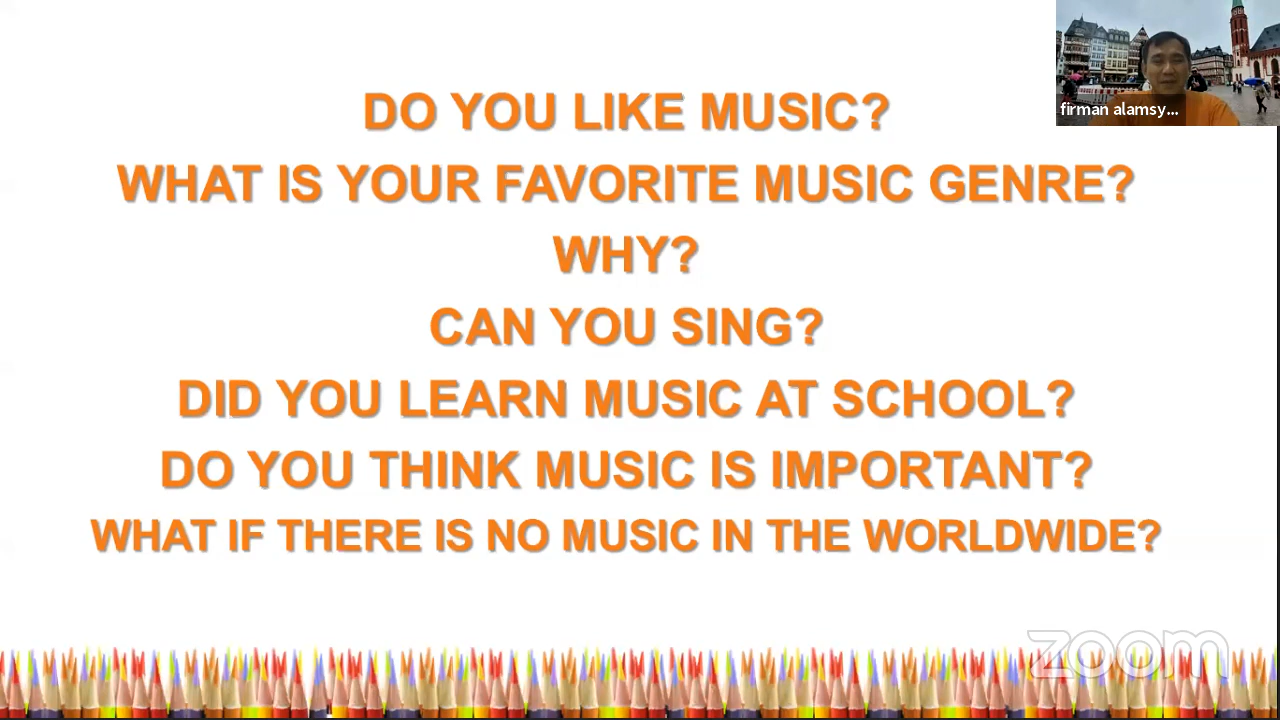 DO YOU LIKE MUSIC?
WHAT IS YOUR FAVORITE MUSIC GENRE?
WHY?
CAN YOU SING?
DID YOU LEARN MUSIC AT SCHOOL?
DO YOU THINK MUSIC IS IMPORTANT?
WHAT IF THERE IS NO MUSIC IN THE WORLDWIDE?
firman alamsy...
zoom